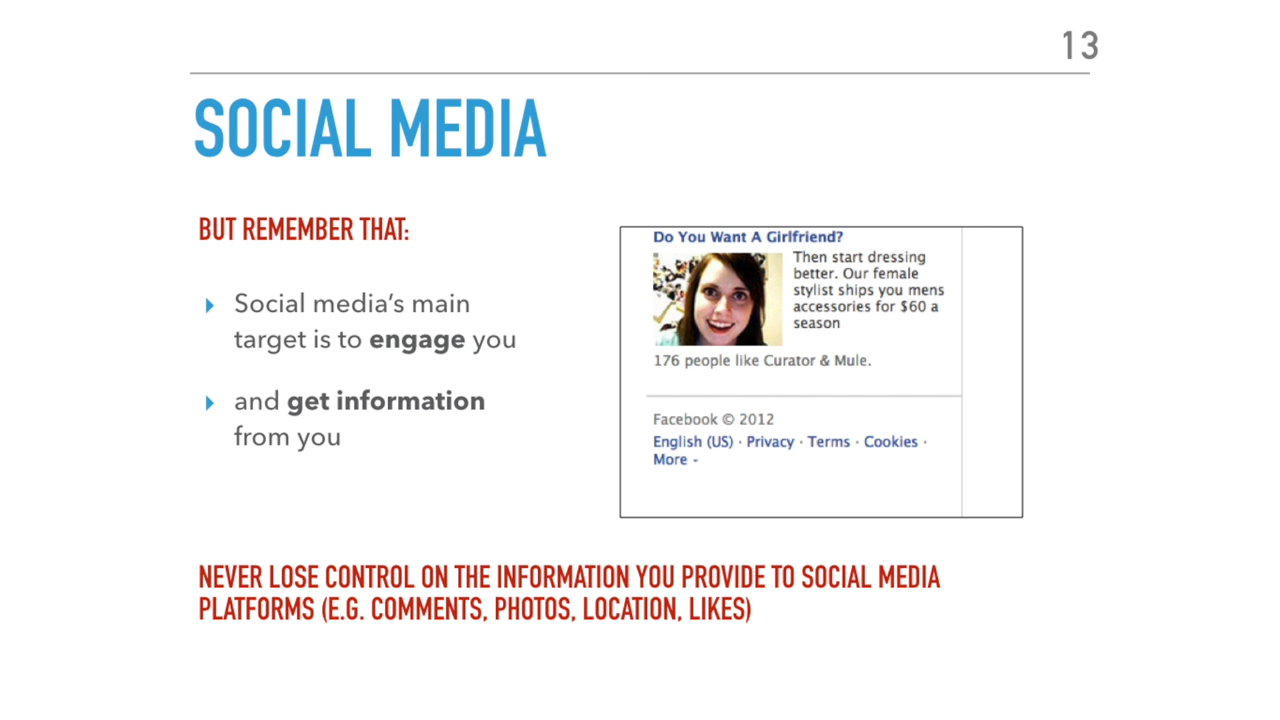 13
SOCIAL MEDIA
BUT REMEMBER THAT:
Social media's main
target is to engage you
and get information
from you
Do You Want A Girlfriend?
Then start dressing
better. Our female
stylist ships you mens
accessories for $60 a
season
176 people like Curator & Mule.
Facebook © 2012
English (US) · Privacy · Terms · Cookies ·
More
NEVER LOSE CONTROL ON THE INFORMATION YOU PROVIDE TO SOCIAL MEDIA
PLATFORMS (E.G. COMMENTS, PHOTOS, LOCATION, LIKES)